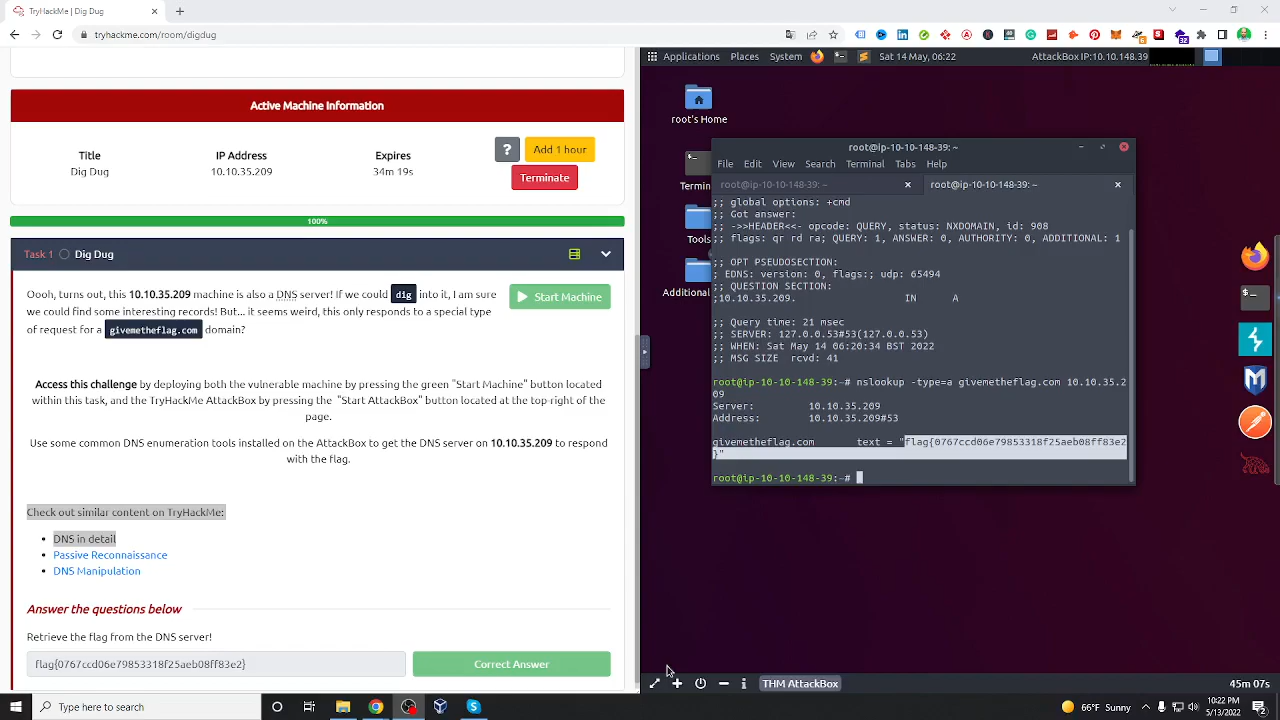 TryHackMe | Dig Dug
tryhackme.com/room/digdug
Active Machine Information
Title
IP Address
Expires
Dig Dug
10.10.35.209
34m 19s
?
Add 1 hour
Terminate
100%
Task 1
Dig Dug
Oooh, turns out, this 10.10.35.209 machine is also a DNS server! If we could dig into it, I am sure
we could find some interesting records! But... it seems weird, this only responds to a special type
of request for a givemetheflag.com domain?
Start Machine
Access this challenge by deploying both the vulnerable machine by pressing the green "Start Machine" button located
within this task, and the TryHackMe AttackBox by pressing the "Start AttackBox" button located at the top-right of the
page.
Use some common DNS enumeration tools installed on the AttackBox to get the DNS server on 10.10.35.209 to respond
with the flag.
Check out similar content on TryHackMe:
DNS in detail
Passive Reconnaissance
DNS Manipulation
Answer the questions below
Retrieve the flag from the DNS server!
flag{0767ccd06e79853318f25aeb08ff83e2}
Correct Answer
Applications Places System
Sat 14 May, 06:22
AttackBox IP:10.10.148.39
root's Home
Termin
Tools
Additional
root@ip-10-10-148-39: ~
File Edit View Search Terminal Tabs Help
root@ip-10-10-148-39: ~
root@ip-10-10-148-39: ~
;; global options: +cmd
;; Got answer:
;; ->>HEADER<<- opcode: QUERY, status: NXDOMAIN, id: 908
;; flags: qr rd ra; QUERY: 1, ANSWER: 0, AUTHORITY: 0, ADDITIONAL: 1
;; OPT PSEUDOSECTION:
; EDNS: version: 0, flags:; udp: 65494
;; QUESTION SECTION:
;10.10.35.209. IN A
;; Query time: 21 msec
;; SERVER: 127.0.0.53#53(127.0.0.53)
;; WHEN: Sat May 14 06:20:34 BST 2022
;; MSG SIZE rcvd: 41
root@ip-10-10-148-39:~# nslookup -type=a givemetheflag.com 10.10.35.2
09
Server: 10.10.35.209
Address: 10.10.35.209#53
givemetheflag.com text = "flag{0767ccd06e79853318f25aeb08ff83e2
}"
root@ip-10-10-148-39:~#
THM AttackBox
45m 07s
Type here to search
66°F Sunny
10:22 PM
5/13/2022